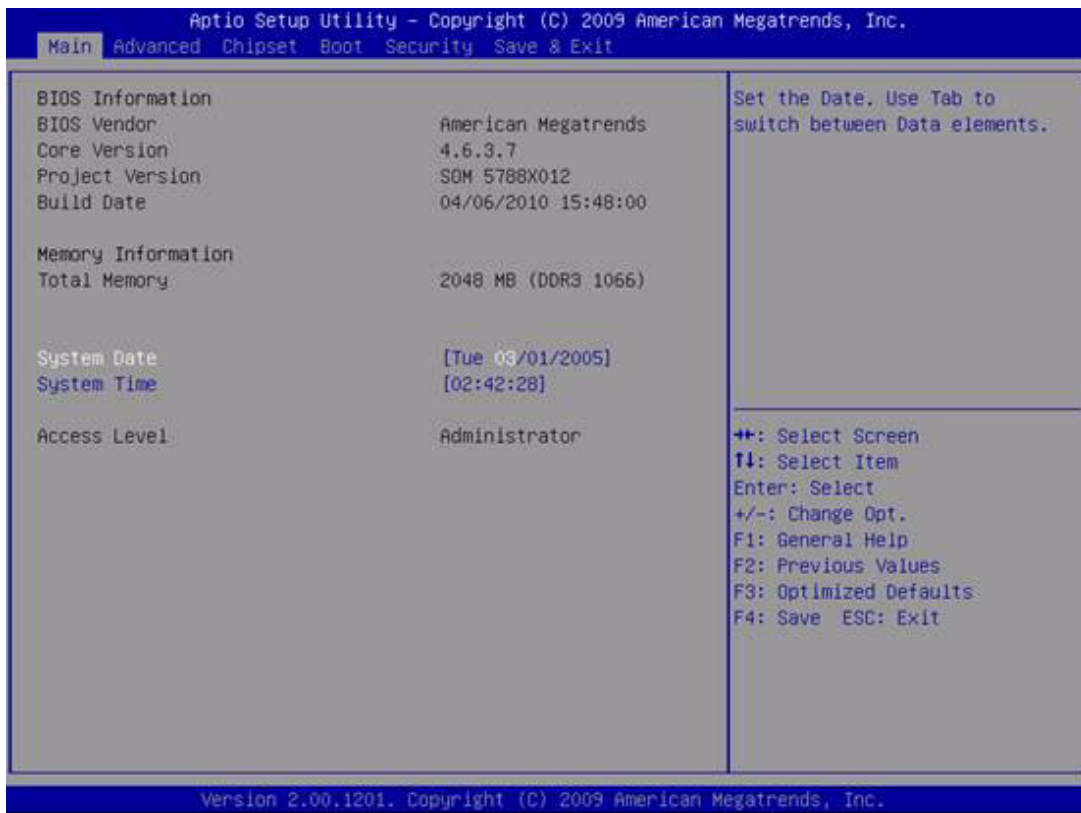 Aptio Setup Utility - Copyright (C) 2009 American Megatrends, Inc.
Main Advanced Chipset Boot Security Save & Exit
BIOS Information
BIOS Vendor American Megatrends
Core Version 4.6.3.7
Project Version SOM 5788X012
Build Date 04/06/2010 15:48:00
Memory Information
Total Memory 2048 MB (DDR3 1066)
System Date [Tue 03/01/2005]
System Time [02:42:28]
Access Level Administrator
Set the Date. Use Tab to
switch between Data elements.
→←: Select Screen
↑↓: Select Item
Enter: Select
+/-: Change Opt.
F1: General Help
F2: Previous Values
F3: Optimized Defaults
F4: Save ESC: Exit
Version 2.00.1201. Copyright (C) 2009 American Megatrends, Inc.